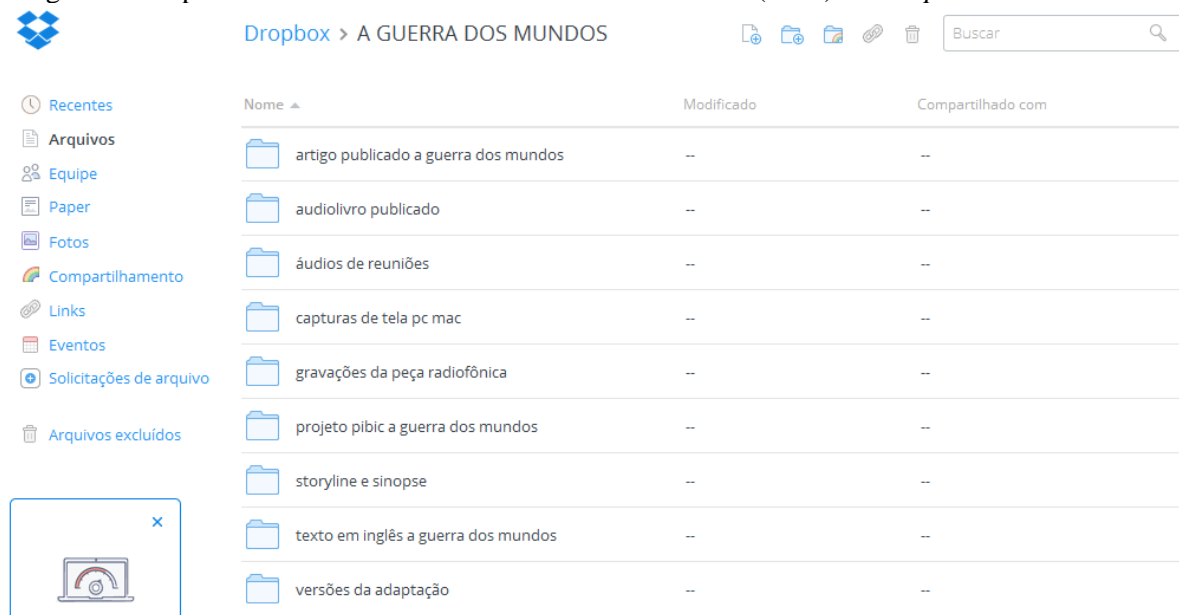 Dropbox > A GUERRA DOS MUNDOS
Buscar
Recentes
Arquivos
Equipe
Paper
Fotos
Compartilhamento
Links
Eventos
Solicitações de arquivo
Arquivos excluídos
Nome Modificado Compartilhado com
artigo publicado a guerra dos mundos -- --
audiolivro publicado -- --
áudios de reuniões -- --
capturas de tela pc mac -- --
gravações da peça radiofônica -- --
projeto pibic a guerra dos mundos -- --
storyline e sinopse -- --
texto em inglês a guerra dos mundos -- --
versões da adaptação -- --